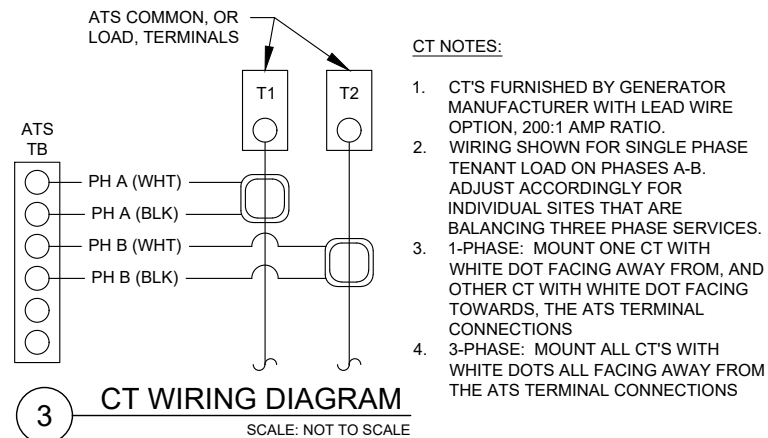 ATS COMMON, OR
LOAD, TERMINALS
T1
T2
ATS
TB
PH A (WHT)
PH A (BLK)
PH B (WHT)
PH B (BLK)
3
CT WIRING DIAGRAM
SCALE: NOT TO SCALE
CT NOTES:
1. CT'S FURNISHED BY GENERATOR
MANUFACTURER WITH LEAD WIRE
OPTION, 200:1 AMP RATIO.
2. WIRING SHOWN FOR SINGLE PHASE
TENANT LOAD ON PHASES A-B.
ADJUST ACCORDINGLY FOR
INDIVIDUAL SITES THAT ARE
BALANCING THREE PHASE SERVICES.
3. 1-PHASE: MOUNT ONE CT WITH
WHITE DOT FACING AWAY FROM, AND
OTHER CT WITH WHITE DOT FACING
TOWARDS, THE ATS TERMINAL
CONNECTIONS
4. 3-PHASE: MOUNT ALL CT'S WITH
WHITE DOTS ALL FACING AWAY FROM
THE ATS TERMINAL CONNECTIONS